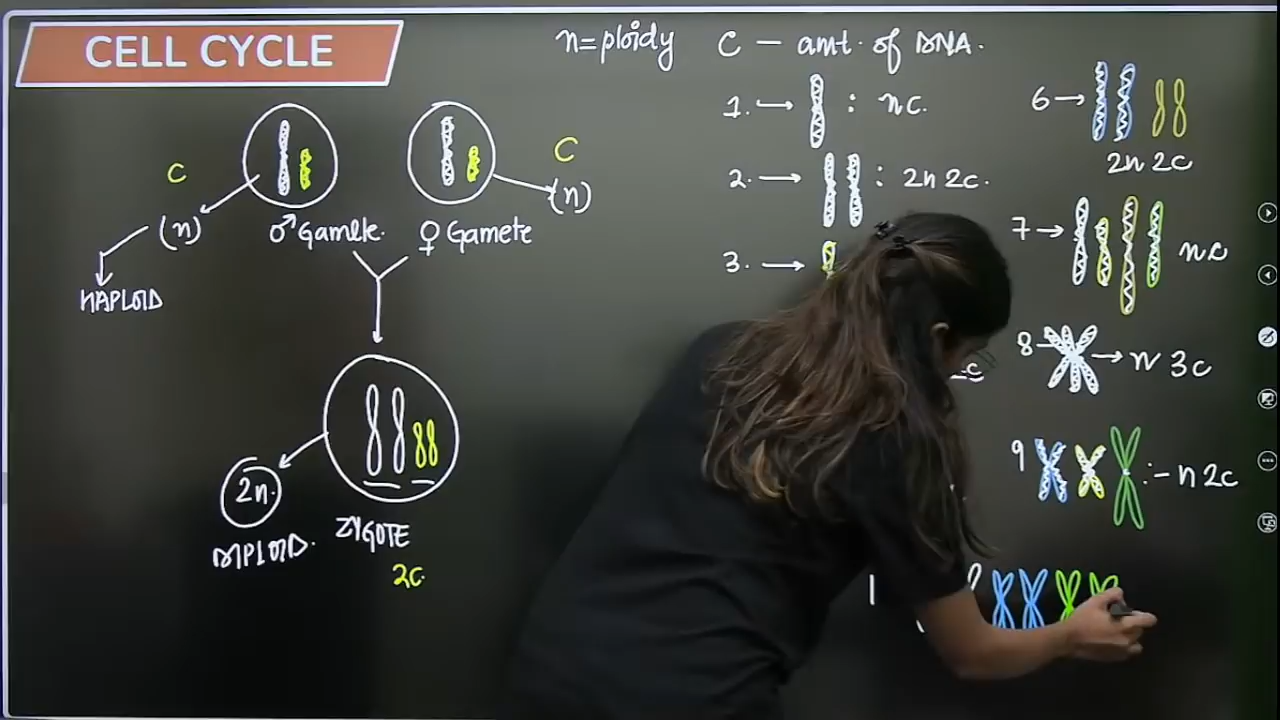 CELL CYCLE
n=ploidy C — amt. of DNA.
C
(n)
HAPLOID
♂ Gamete.
♀ Gamete
C
(n)
2n.
DIPLOID.
ZYGOTE
2C.
1. → : nc.
2. → : 2n 2c.
3. →
6 →
2n 2c
7 → nc
8 → n 3c
9 :- n 2c